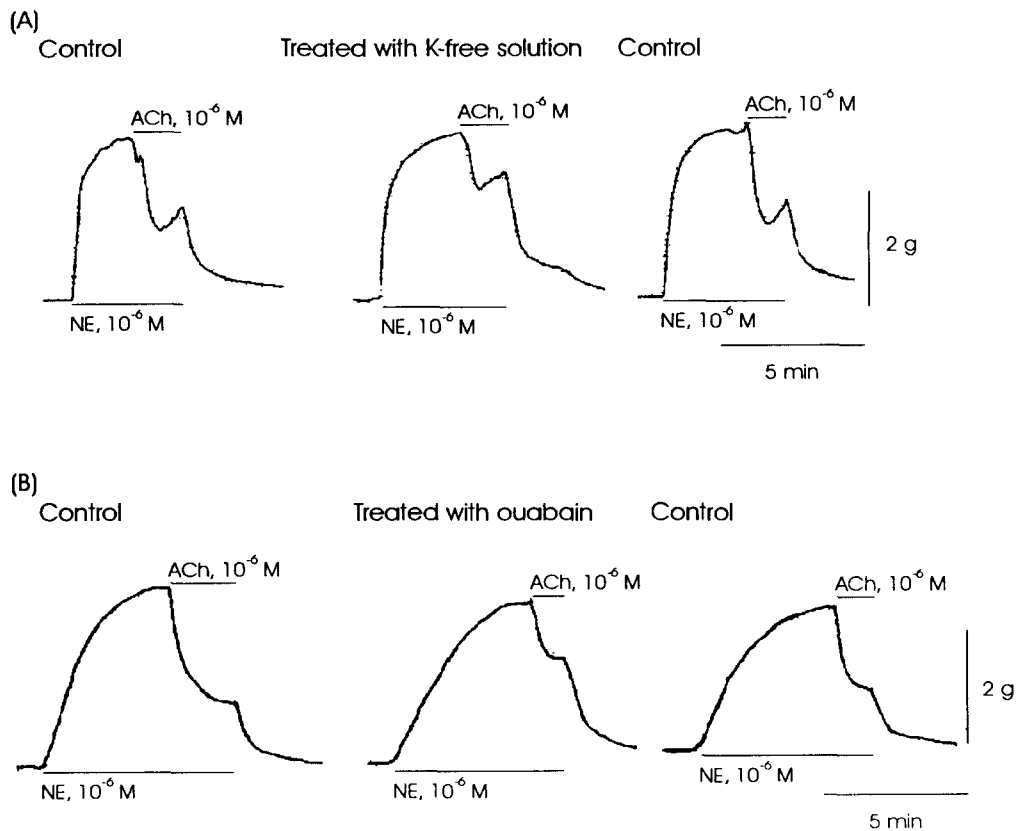 (A)
Control Treated with K-free solution Control
ACh, 10⁻⁶ M ACh, 10⁻⁶ M ACh, 10⁻⁶ M
2 g
NE, 10⁻⁶ M NE, 10⁻⁶ M NE, 10⁻⁶ M
5 min
(B)
Control Treated with ouabain Control
ACh, 10⁻⁶ M ACh, 10⁻⁶ M ACh, 10⁻⁶ M
2 g
NE, 10⁻⁶ M NE, 10⁻⁶ M NE, 10⁻⁶ M
5 min